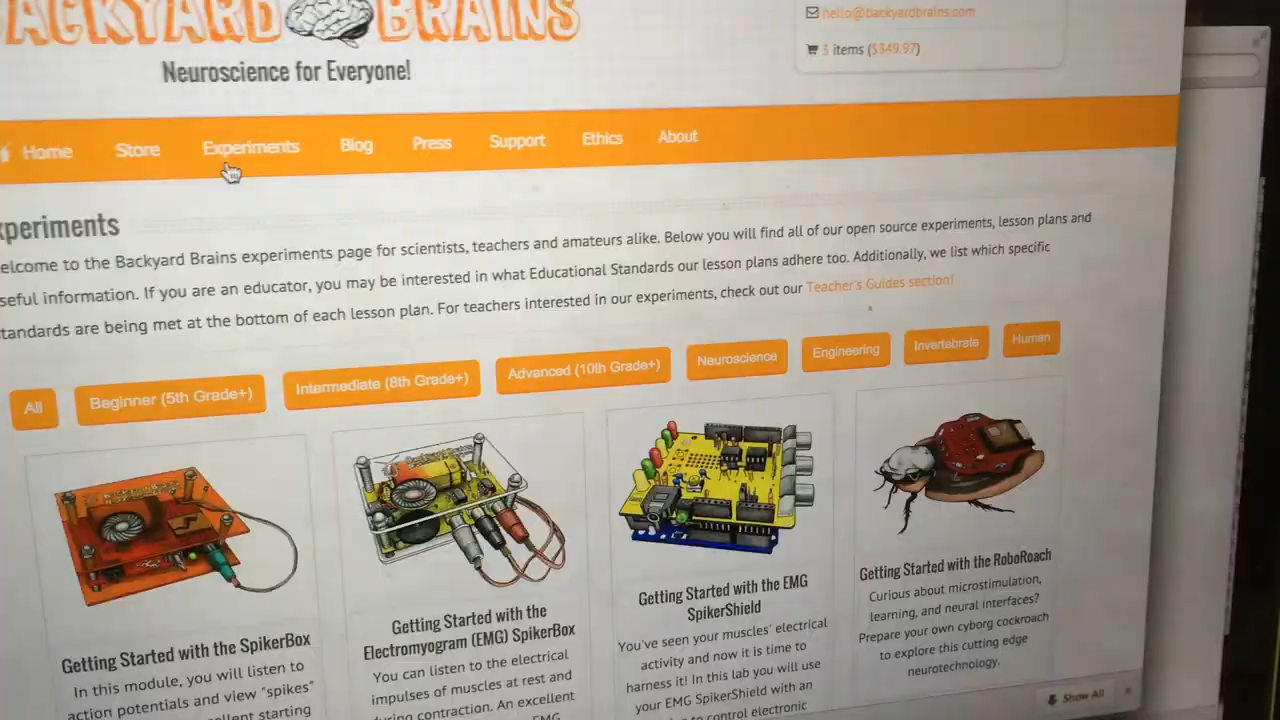 BACKYARD BRAINS
Neuroscience for Everyone!
hello@backyardbrains.com
3 items ($349.97)
Home Store Experiments Blog Press Support Ethics About
xperiments
elcome to the Backyard Brains experiments page for scientists, teachers and amateurs alike. Below you will find all of our open source experiments, lesson plans and
seful information. If you are an educator, you may be interested in what Educational Standards our lesson plans adhere too. Additionally, we list which specific
tandards are being met at the bottom of each lesson plan. For teachers interested in our experiments, check out our Teacher's Guides section!
All Beginner (5th Grade+) Intermediate (8th Grade+) Advanced (10th Grade+) Neuroscience Engineering Invertebrate Human
Getting Started with the SpikerBox
In this module, you will listen to
action potentials and view "spikes"
llent starting
Getting Started with the
Electromyogram (EMG) SpikerBox
You can listen to the electrical
impulses of muscles at rest and
during contraction. An excellent
EMG
Getting Started with the EMG
SpikerShield
You've seen your muscles' electrical
activity and now it is time to
harness it! In this lab you will use
your EMG SpikerShield with an
to control electronic
Getting Started with the RoboRoach
Curious about microstimulation,
learning, and neural interfaces?
Prepare your own cyborg cockroach
to explore this cutting edge
neurotechnology.
Show All